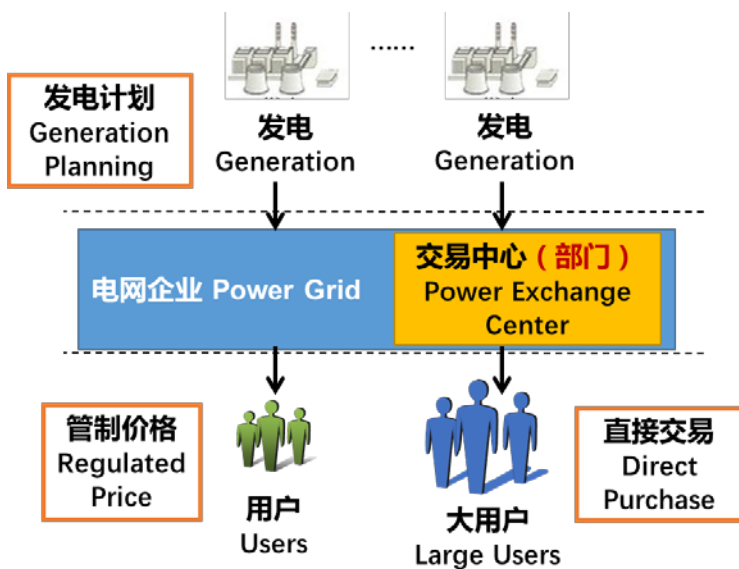 ……
发电计划
Generation
Planning
发电
Generation
发电
Generation
电网企业 Power Grid
交易中心（部门）
Power Exchange
Center
管制价格
Regulated
Price
用户
Users
大用户
Large Users
直接交易
Direct
Purchase